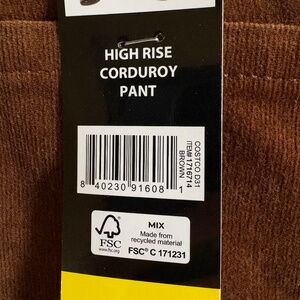 HIGH RISE
CORDUROY
PANT
COSTCO D31
ITEM# 1716714
BROWN
8 40230 91608 1
FSC
www.fsc.org
MIX
Made from
recycled material
FSC® C 171231